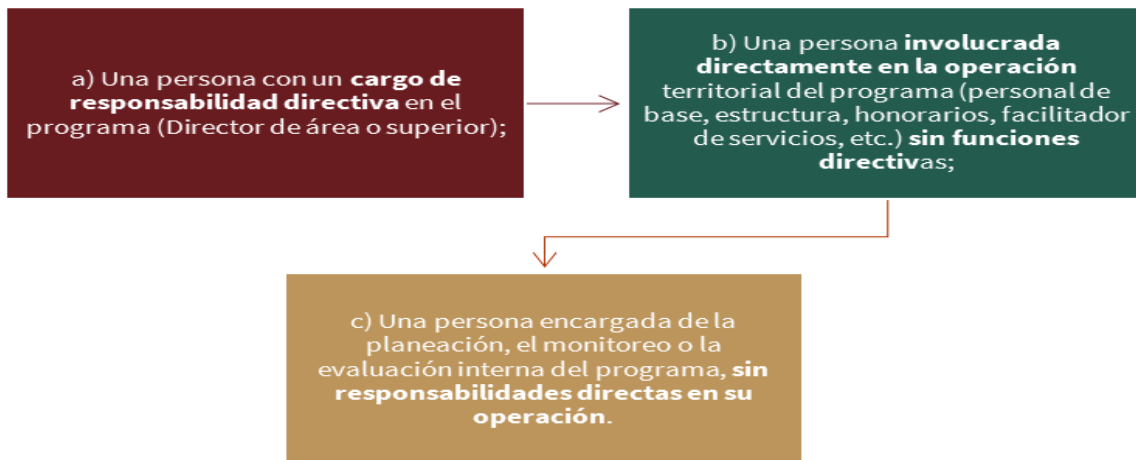 a) Una persona con un cargo de
responsabilidad directiva en el
programa (Director de área o superior);
b) Una persona involucrada
directamente en la operación
territorial del programa (personal de
base, estructura, honorarios, facilitador
de servicios, etc.) sin funciones
directivas;
c) Una persona encargada de la
planeación, el monitoreo o la
evaluación interna del programa, sin
responsabilidades directas en su
operación.